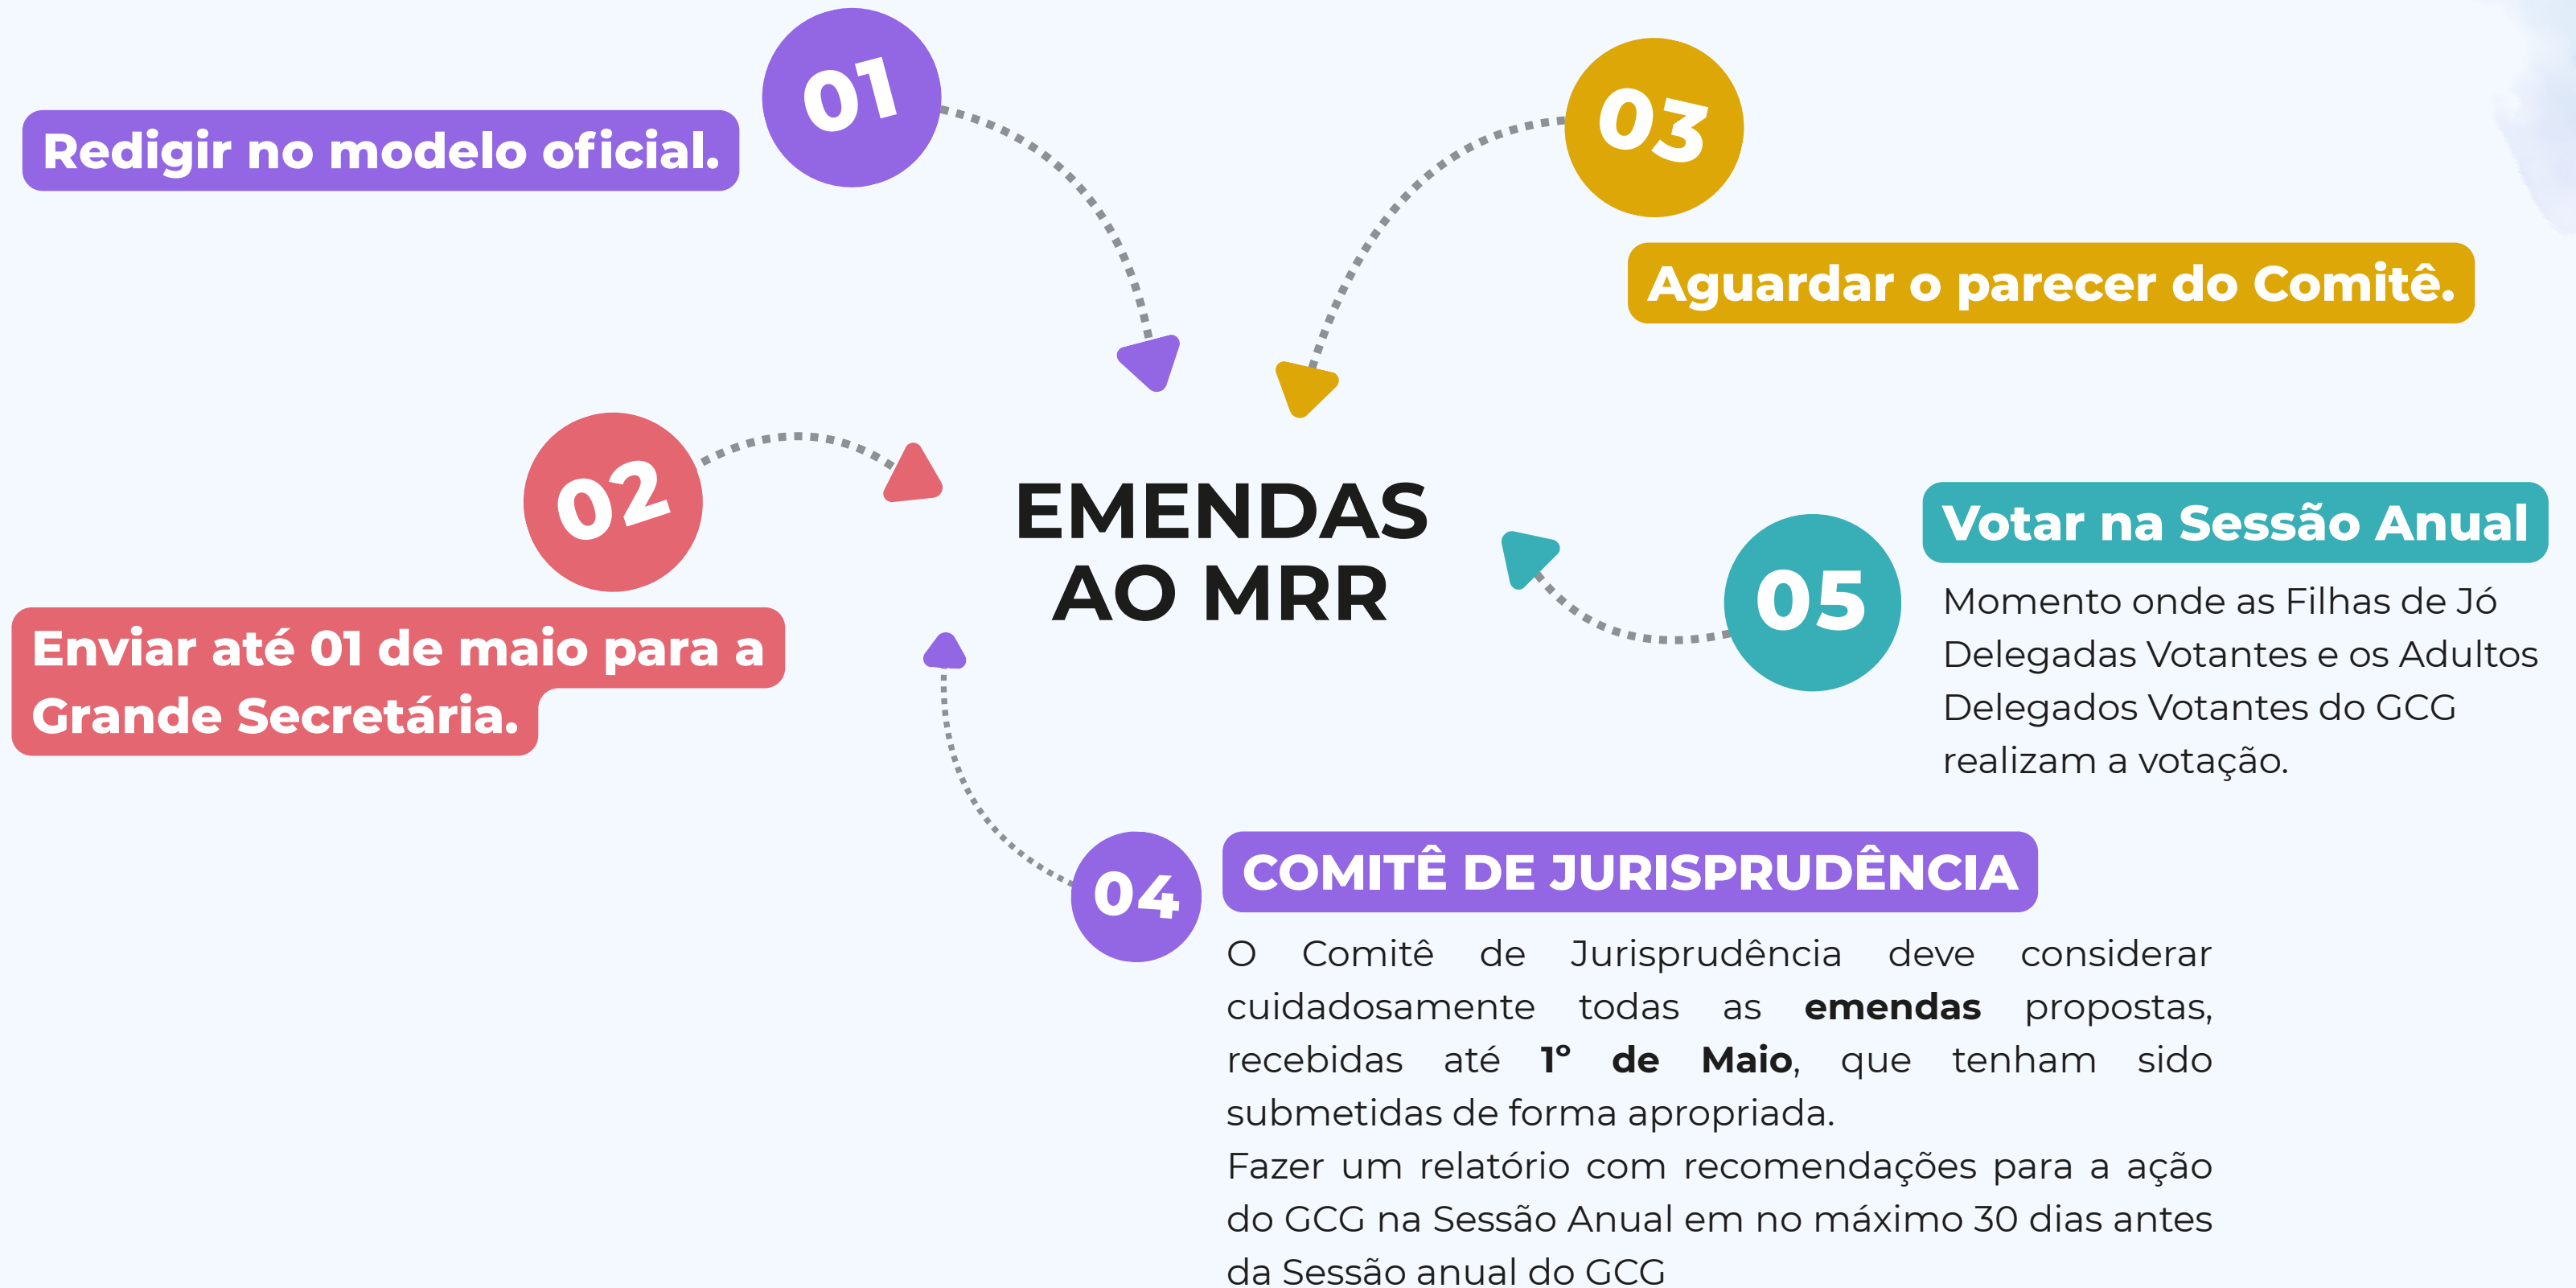 01
Redigir no modelo oficial.
02
Enviar até 01 de maio para a
Grande Secretária.
03
Aguardar o parecer do Comitê.
EMENDAS
AO MRR
04
COMITÊ DE JURISPRUDÊNCIA
O Comitê de Jurisprudência deve considerar
cuidadosamente todas as emendas propostas,
recebidas até 1º de Maio, que tenham sido
submetidas de forma apropriada.
Fazer um relatório com recomendações para a ação
do GCG na Sessão Anual em no máximo 30 dias antes
da Sessão anual do GCG
05
Votar na Sessão Anual
Momento onde as Filhas de Jó
Delegadas Votantes e os Adultos
Delegados Votantes do GCG
realizam a votação.